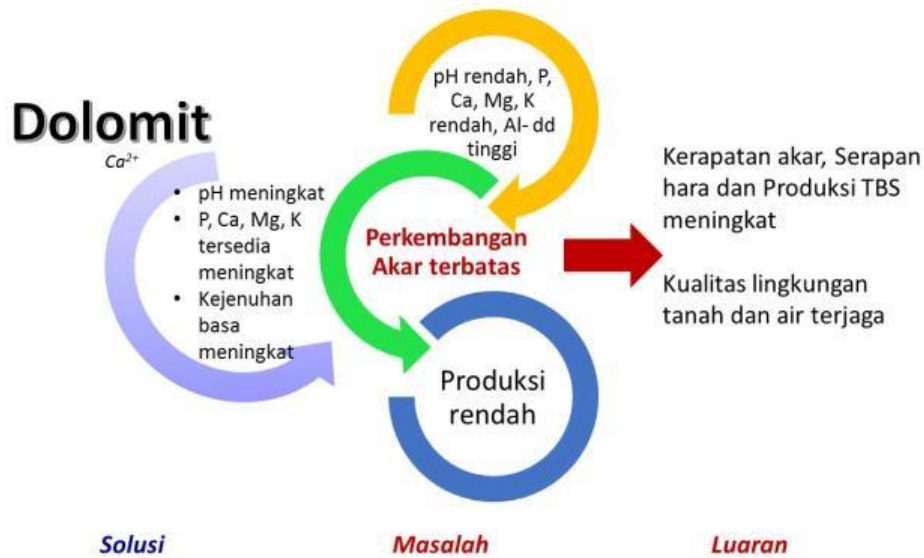 Dolomit
Ca²⁺
• pH meningkat
• P, Ca, Mg, K
tersedia
meningkat
• Kejenuhan
basa
meningkat
pH rendah, P,
Ca, Mg, K
rendah, Al- dd
tinggi
Perkembangan
Akar terbatas
Produksi
rendah
Kerapatan akar, Serapan
hara dan Produksi TBS
meningkat
Kualitas lingkungan
tanah dan air terjaga
Solusi
Masalah
Luaran